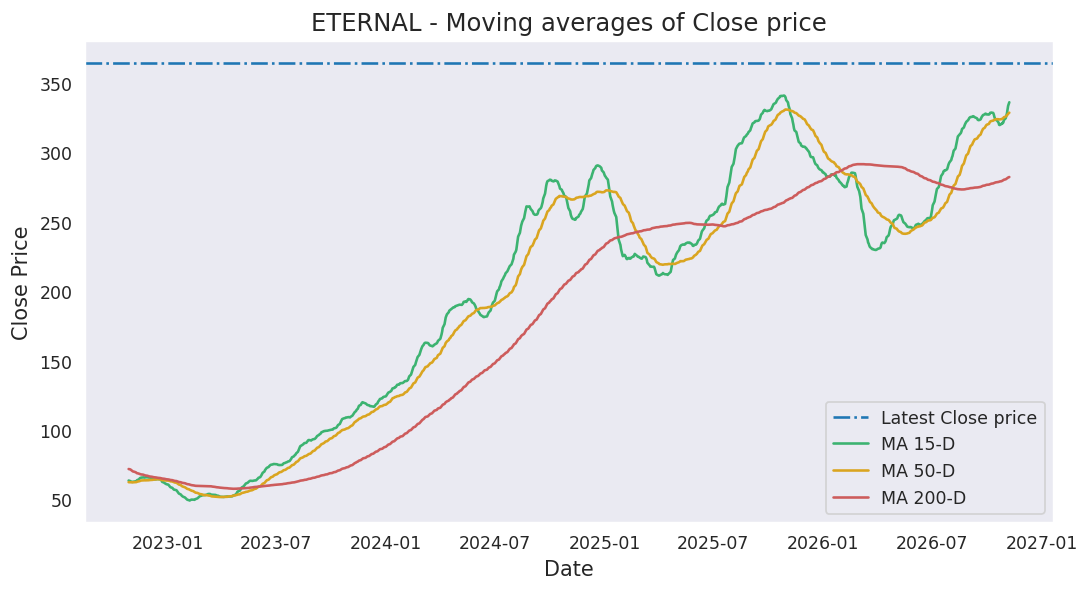 ETERNAL - Moving averages of Close price
Close Price
350
300
250
200
150
100
50
Latest Close price
MA 15-D
MA 50-D
MA 200-D
2023-01
2023-07
2024-01
2024-07
2025-01
2025-07
2026-01
2026-07
2027-01
Date